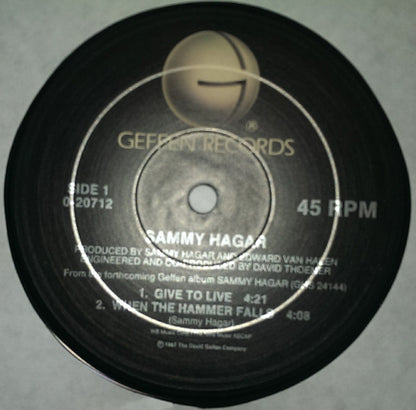 G
GEFFEN RECORDS
®
SIDE 1
0-20712
45 RPM
SAMMY HAGAR
PRODUCED BY SAMMY HAGAR AND EDWARD VAN HALEN
ENGINEERED AND CO-PRODUCED BY DAVID THOENER
From the forthcoming Geffen album SAMMY HAGAR (GHS 24144)
1. GIVE TO LIVE 4:21
2. WHEN THE HAMMER FALLS 4:08
(Sammy Hagar)
Music ASCAP
℗ 1987 The David Geffen Company